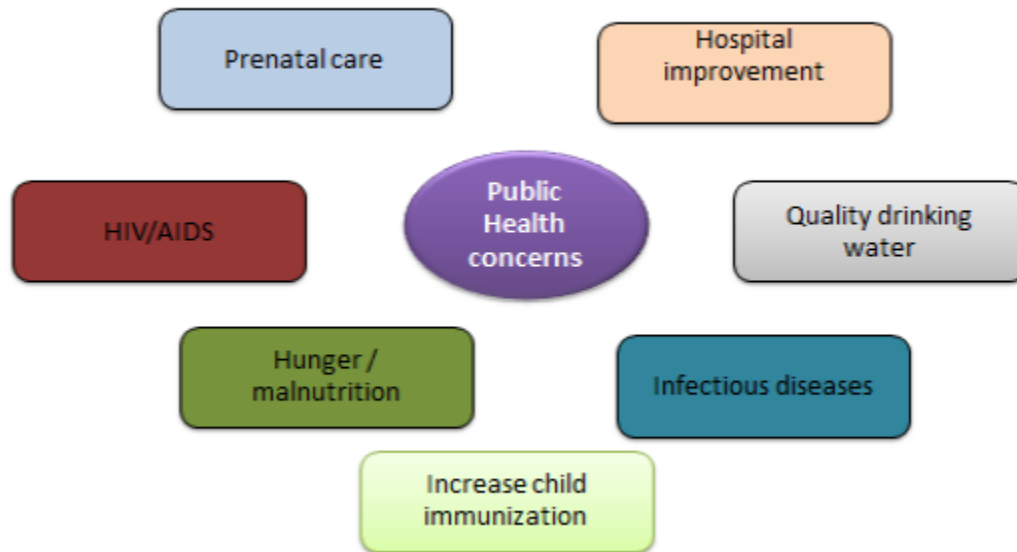 Prenatal care
Hospital
improvement
HIV/AIDS
Public
Health
concerns
Quality drinking
water
Hunger /
malnutrition
Infectious diseases
Increase child
immunization